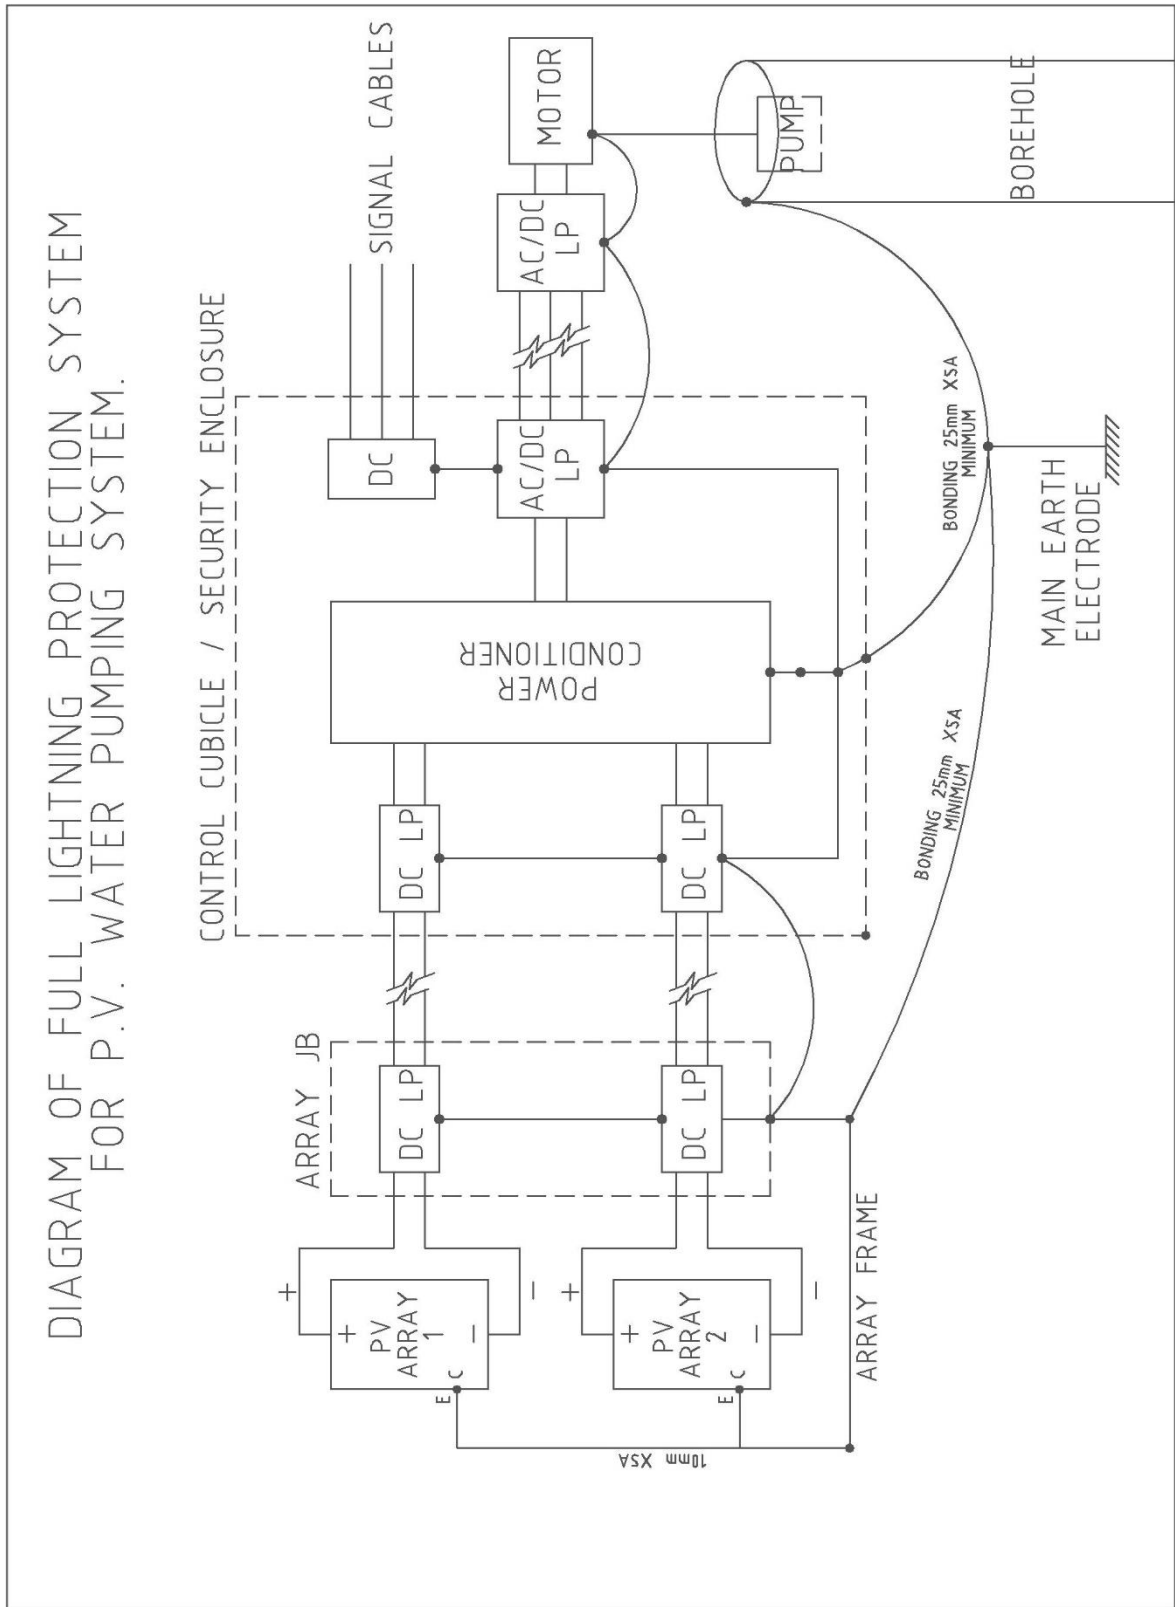 DIAGRAM OF FULL LIGHTNING PROTECTION SYSTEM
FOR P.V. WATER PUMPING SYSTEM.
CONTROL CUBICLE / SECURITY ENCLOSURE
SIGNAL CABLES
ARRAY JB
DC
+
+
PV
ARRAY
1
-
-
E C
DC LP
DC LP
POWER
CONDITIONER
AC/DC
LP
AC/DC
LP
MOTOR
+
+
PV
ARRAY
2
-
-
E C
DC LP
DC LP
10mm XSA
ARRAY FRAME
PUMP
BONDING 25mm XSA
MINIMUM
BONDING 25mm XSA
MINIMUM
BOREHOLE
MAIN EARTH
ELECTRODE